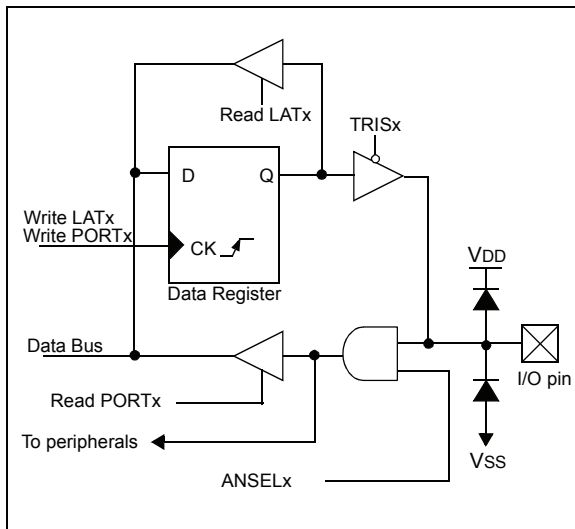 Read LATx
TRISx
D
Q
Write LATx
Write PORTx
CK
Data Register
VDD
Data Bus
I/O pin
Read PORTx
To peripherals
VSS
ANSELx